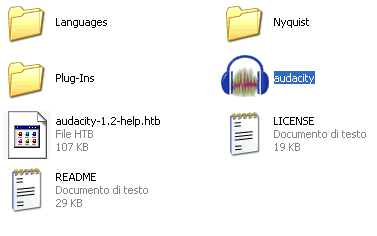 Languages
Nyquist
Plug-Ins
audacity
audacity-1.2-help.htb
File HTB
107 KB
LICENSE
Documento di testo
19 KB
README
Documento di testo
29 KB